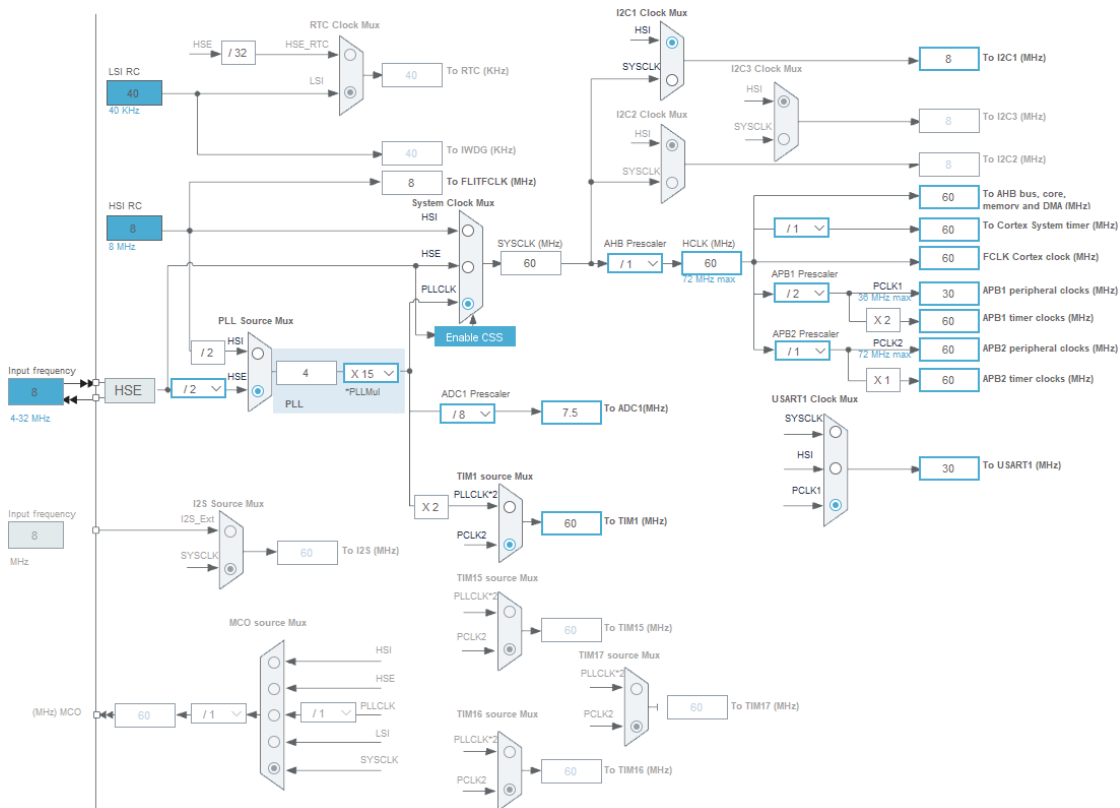 I2C1 Clock Mux
RTC Clock Mux
HSI
HSE
/ 32
HSE_RTC
8
To I2C1 (MHz)
SYSCLK
I2C3 Clock Mux
LSI RC
40
To RTC (KHz)
40
LSI
HSI
40 KHz
I2C2 Clock Mux
8
To I2C3 (MHz)
HSI
SYSCLK
40
To IWDG (KHz)
8
To I2C2 (MHz)
SYSCLK
8
To FLITFCLK (MHz)
System Clock Mux
60
To AHB bus, core,
memory and DMA (MHz)
HSI RC
HSI
8
/ 1
60
To Cortex System timer (MHz)
8 MHz
SYSCLK (MHz)
AHB Prescaler
HCLK (MHz)
HSE
60
/ 1
60
60
FCLK Cortex clock (MHz)
72 MHz max
APB1 Prescaler
PCLK1
PLLCLK
/ 2
36 MHz max
30
APB1 peripheral clocks (MHz)
PLL Source Mux
X 2
60
APB1 timer clocks (MHz)
Enable CSS
APB2 Prescaler
HSI
PCLK2
/ 2
/ 1
72 MHz max
60
APB2 peripheral clocks (MHz)
Input frequency
HSE
4
X 15
X 1
60
APB2 timer clocks (MHz)
8
HSE
/ 2
*PLLMul
PLL
ADC1 Prescaler
USART1 Clock Mux
4-32 MHz
/ 8
7.5
To ADC1(MHz)
SYSCLK
HSI
30
To USART1 (MHz)
TIM1 source Mux
PLLCLK*2
PCLK1
X 2
I2S Source Mux
Input frequency
I2S_Ext
60
To TIM1 (MHz)
8
PCLK2
60
To I2S (MHz)
SYSCLK
MHz
TIM15 source Mux
PLLCLK*2
MCO source Mux
60
To TIM15 (MHz)
PCLK2
HSI
TIM17 source Mux
PLLCLK*2
HSE
(MHz) MCO
60
/ 1
/ 1
PLLCLK
TIM16 source Mux
PCLK2
60
To TIM17 (MHz)
LSI
PLLCLK*2
SYSCLK
60
To TIM16 (MHz)
PCLK2